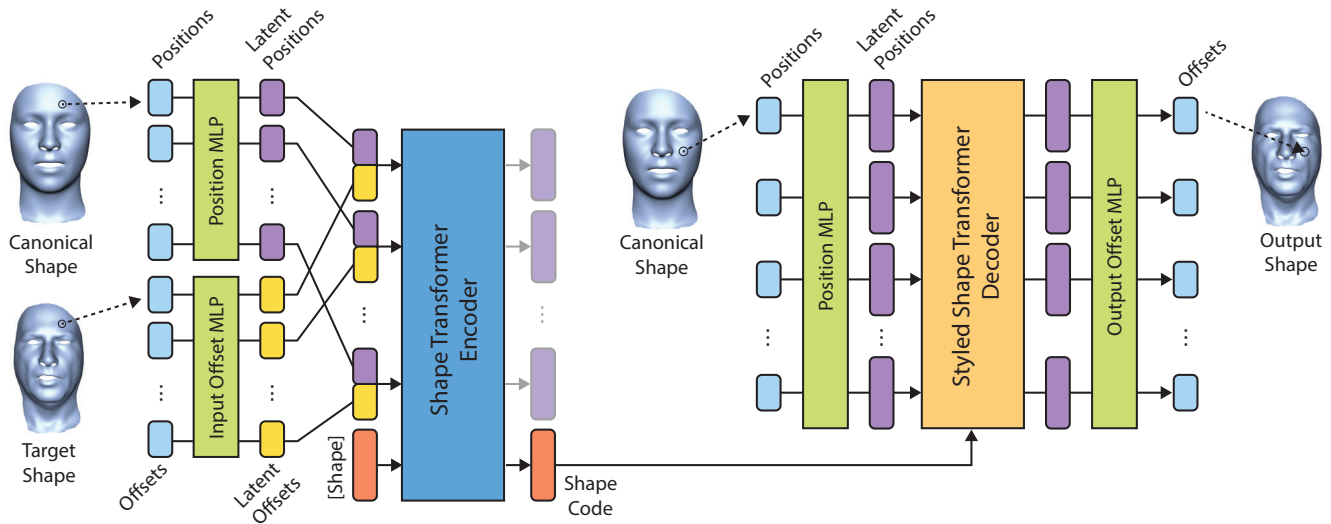 Positions
Latent
Positions
Position MLP
Canonical
Shape
Input Offset MLP
Target
Shape
Offsets
Latent
Offsets
[Shape]
Shape Transformer
Encoder
Shape
Code
Canonical
Shape
Positions
Latent
Positions
Position MLP
Styled Shape Transformer
Decoder
Output Offset MLP
Offsets
Output
Shape